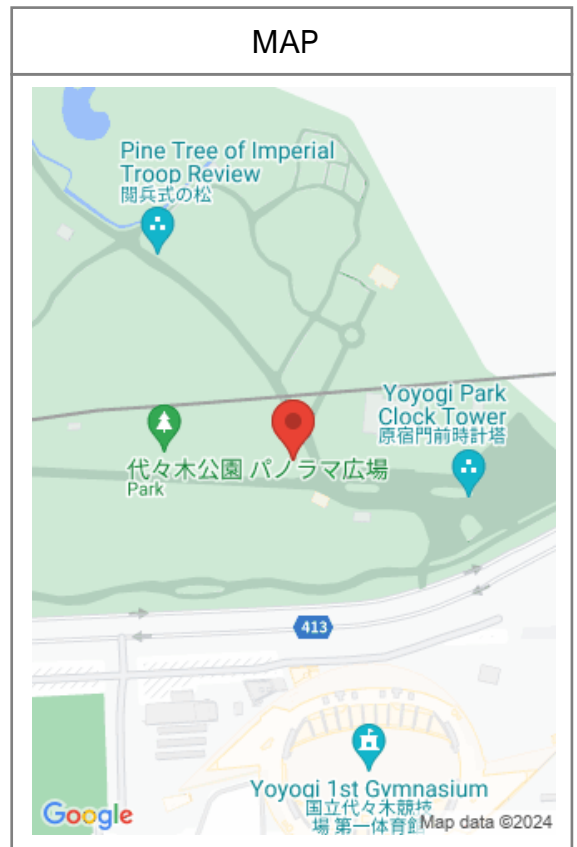 MAP
Pine Tree of Imperial
Troop Review
閲兵式の松
Yoyogi Park
Clock Tower
原宿門前時計塔
代々木公園 パノラマ広場
Park
413
Yoyogi 1st Gymnasium
国立代々木競技
場 第一体育館
Google
Map data ©2024